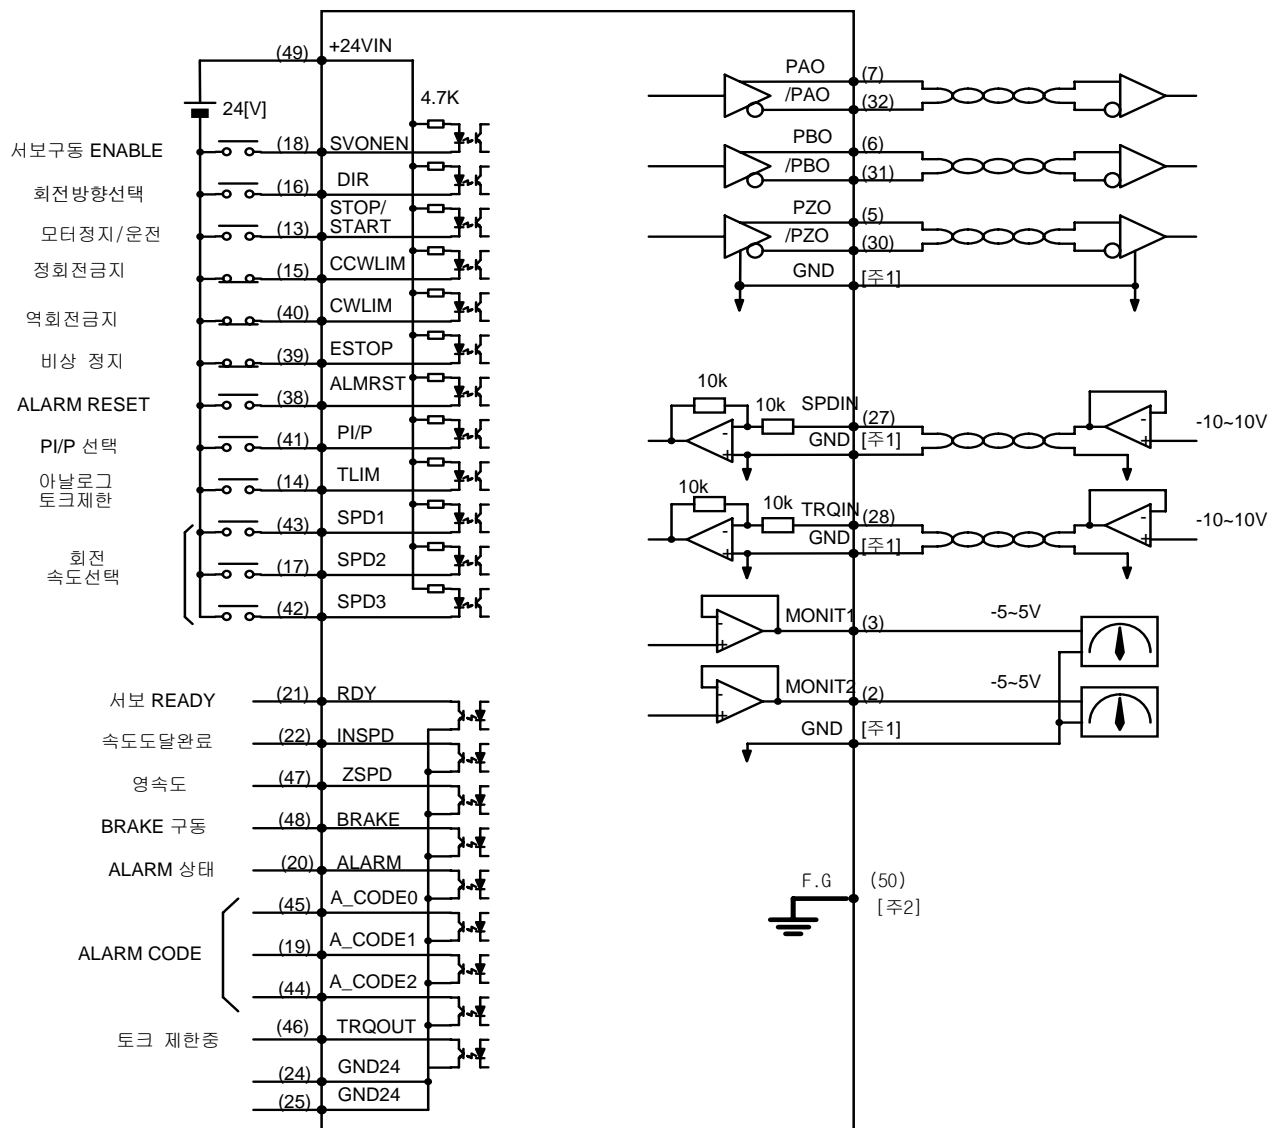 (49) +24VIN
24[V]
4.7K
서보구동 ENABLE (18) SVONEN
회전방향선택 (16) DIR
모터정지/운전 (13) STOP/
START
정회전금지 (15) CCWLIM
역회전금지 (40) CWLIM
비상 정지 (39) ESTOP
ALARM RESET (38) ALMRST
PI/P 선택 (41) PI/P
아날로그
토크제한 (14) TLIM
(43) SPD1
회전
속도선택 (17) SPD2
(42) SPD3
서보 READY (21) RDY
속도도달완료 (22) INSPD
영속도 (47) ZSPD
BRAKE 구동 (48) BRAKE
ALARM 상태 (20) ALARM
(45) A_CODE0
ALARM CODE (19) A_CODE1
(44) A_CODE2
토크 제한중 (46) TRQOUT
(24) GND24
(25) GND24
PAO (7)
/PAO (32)
PBO (6)
/PBO (31)
PZO (5)
/PZO (30)
GND [주1]
10k
10k SPDIN (27)
GND [주1]
-10~10V
- +
- +
10k
10k TRQIN (28)
GND [주1]
-10~10V
- +
- +
MONIT1 (3) -5~5V
- +
MONIT2 (2) -5~5V
- +
GND [주1]
F.G (50)
[주2]